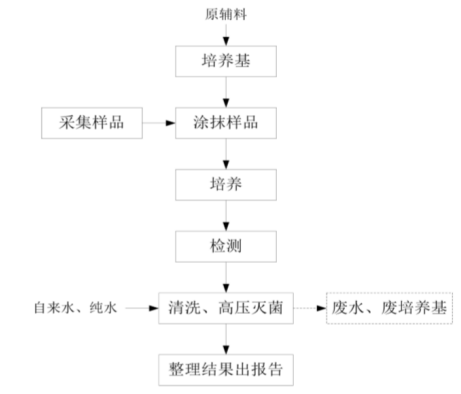 原辅料
培养基
采集样品
涂抹样品
培养
检测
自来水、纯水
清洗、高压灭菌
废水、废培养基
整理结果出报告